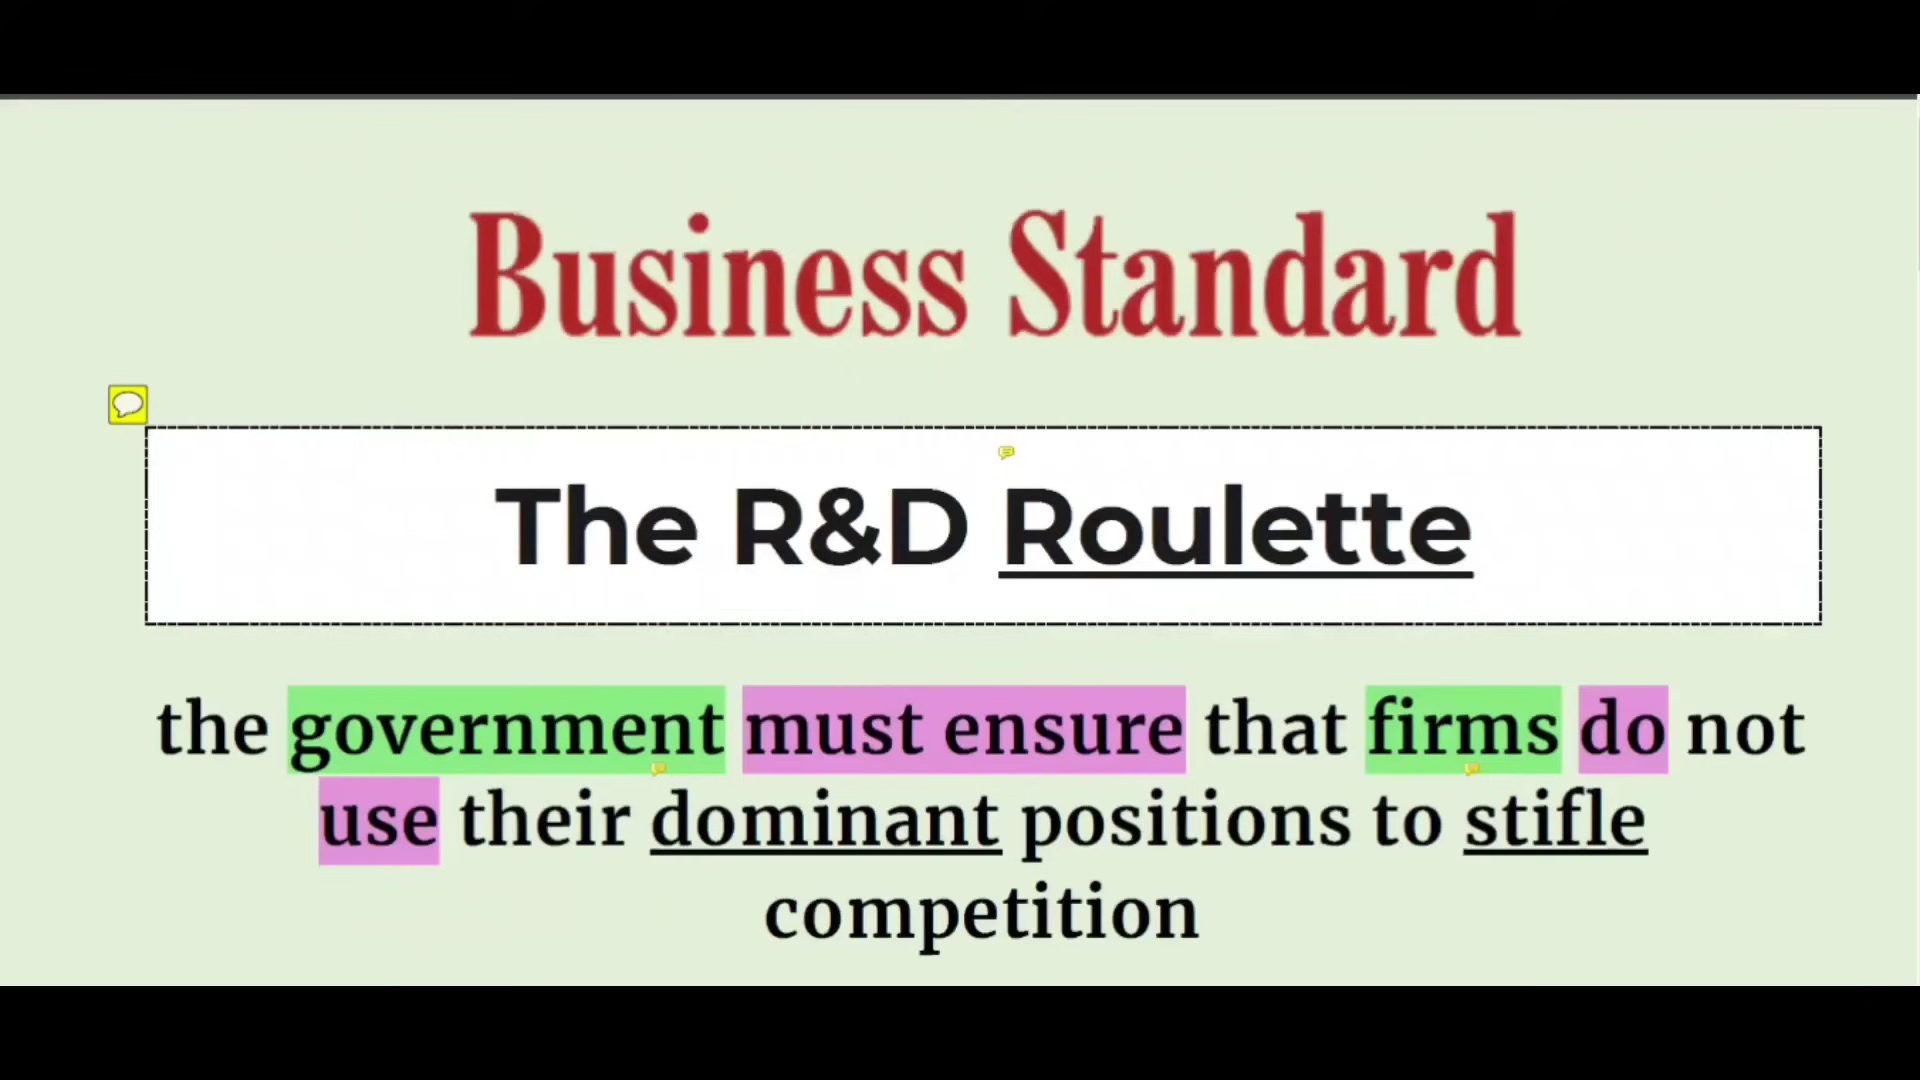 Business Standard
The R&D Roulette
the government must ensure that firms do not
use their dominant positions to stifle
competition